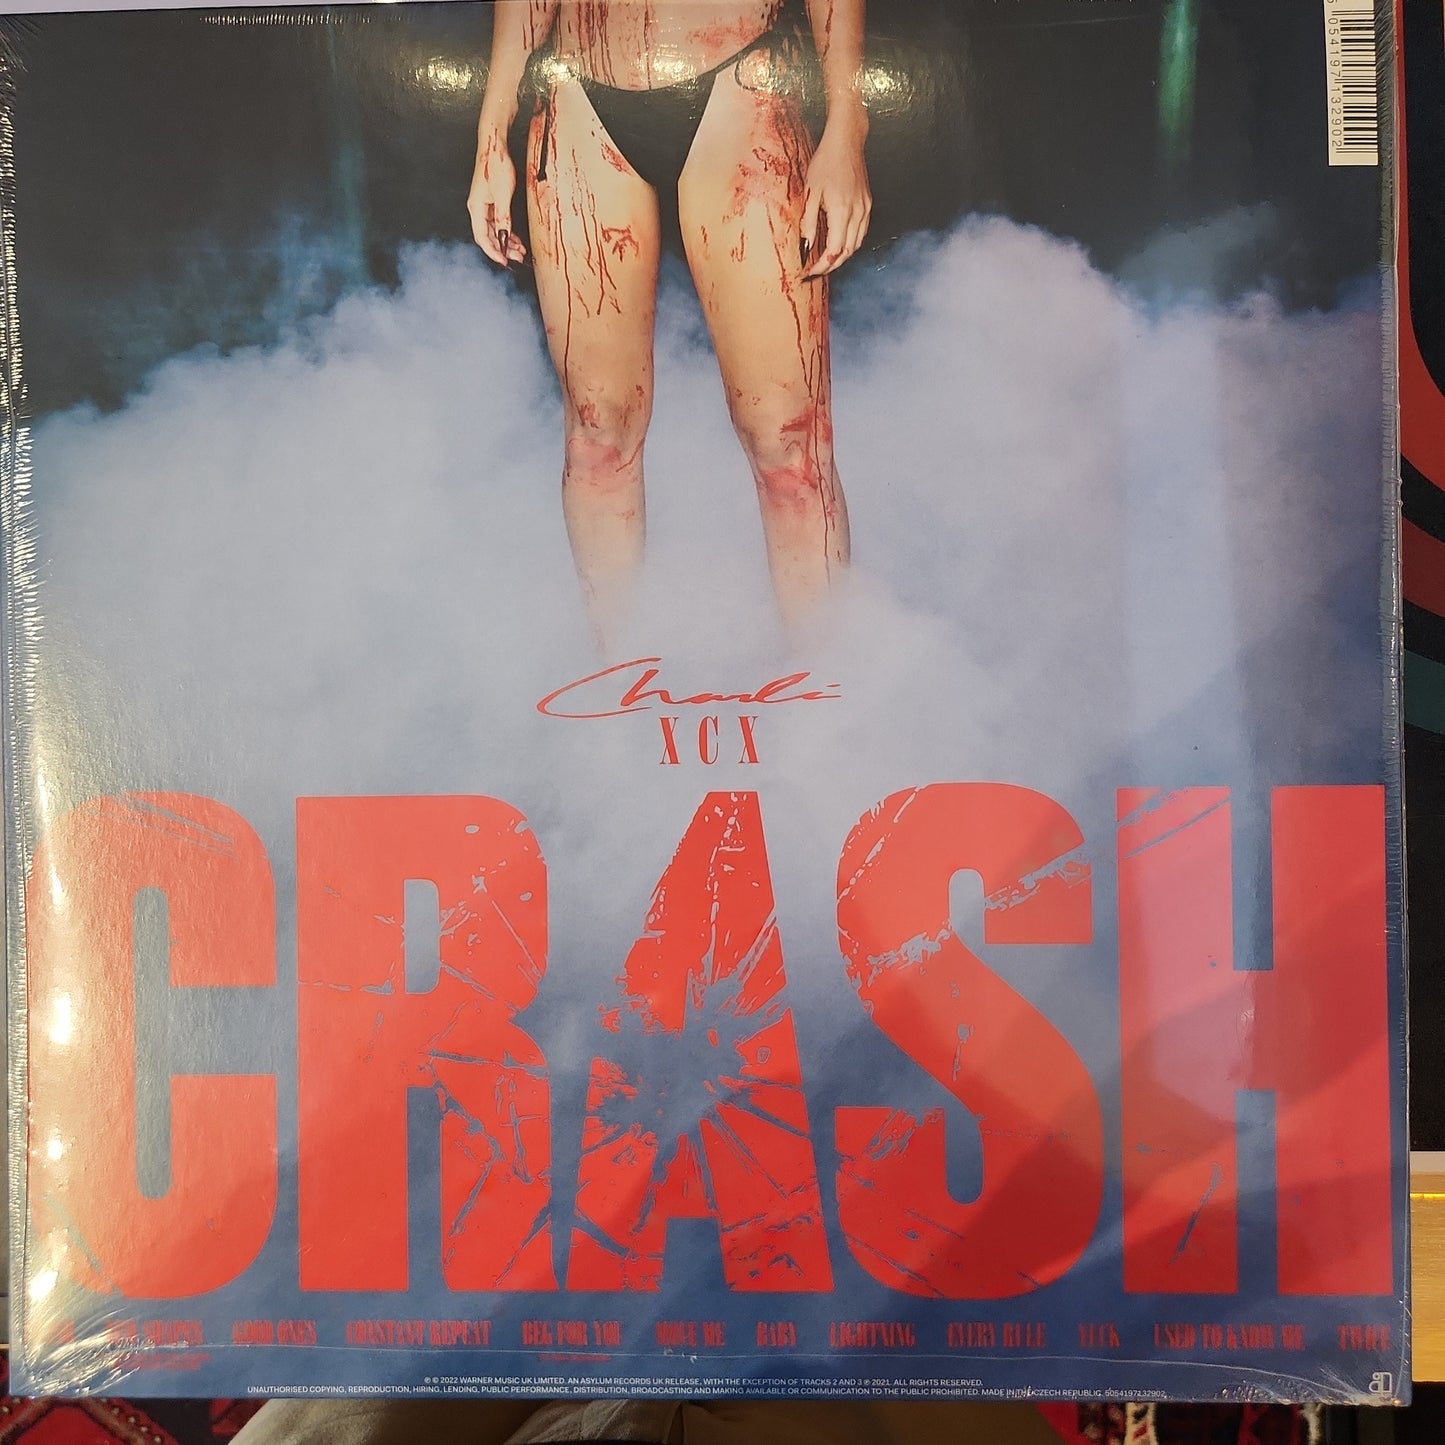 5054197132902
Charli
XCX
CRASH
NEW SHAPES GOOD ONES CONSTANT REPEAT BEG FOR YOU MOVE ME BABY LIGHTNING EVERY RULE YUCK USED TO KNOW ME TWICE
℗ © 2022 WARNER MUSIC UK LIMITED. AN ASYLUM RECORDS UK RELEASE, WITH THE EXCEPTION OF TRACKS 2 AND 3 ℗ 2021. ALL RIGHTS RESERVED.
UNAUTHORISED COPYING, REPRODUCTION, HIRING, LENDING, PUBLIC PERFORMANCE, DISTRIBUTION, BROADCASTING AND MAKING AVAILABLE OR COMMUNICATION TO THE PUBLIC PROHIBITED. MADE IN THE CZECH REPUBLIC. 5054197132902